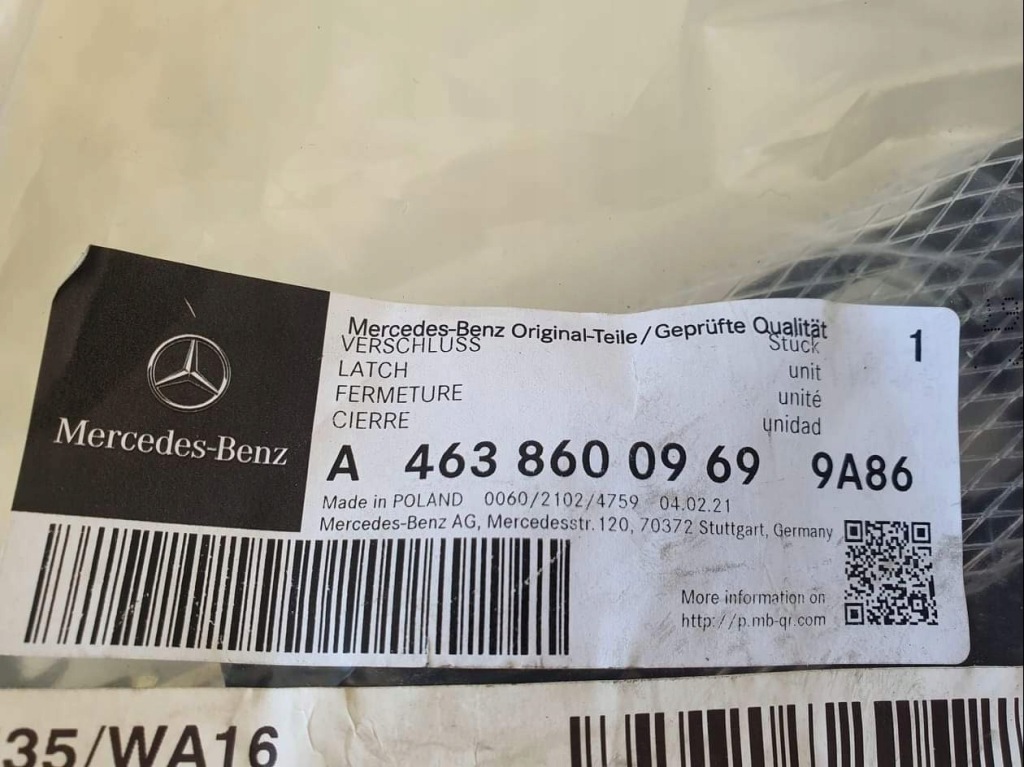 Mercedes-Benz Original-Teile/Geprüfte Qualität
VERSCHLUSS Stück 1
LATCH unit
FERMETURE unité
CIERRE unidad
Mercedes-Benz
A 463 860 09 69 9A86
Made in POLAND 0060/2102/4759 04.02.21
Mercedes-Benz AG, Mercedesstr. 120, 70372 Stuttgart, Germany
More information on
http://p.mb-qr.com
35/WA16